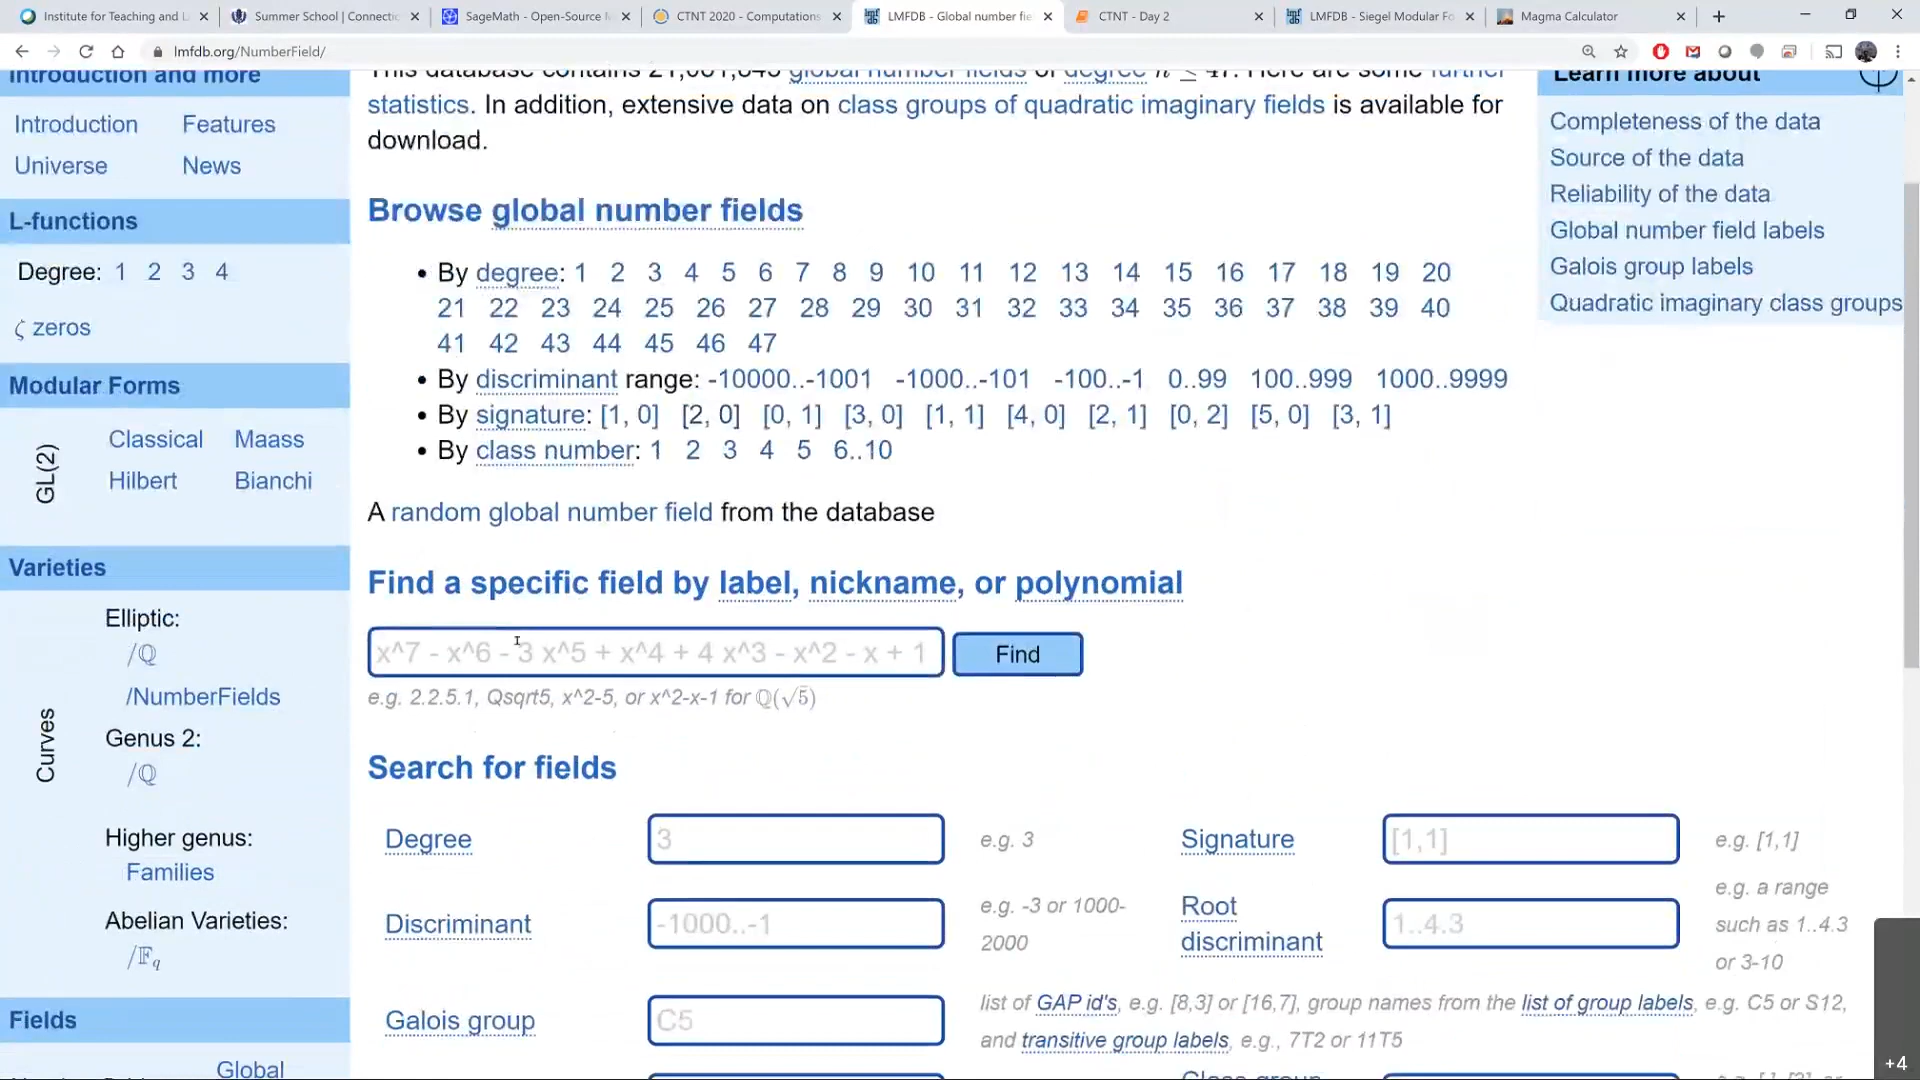 Institute for Teaching and L
Summer School | Connectic
SageMath - Open-Source M
CTNT 2020 - Computations
LMFDB - Global number fie
CTNT - Day 2
LMFDB - Siegel Modular Fo
Magma Calculator
lmfdb.org/NumberField/
Introduction and more
Introduction Features
Universe News
L-functions
Degree: 1 2 3 4
ζ zeros
Modular Forms
GL(2)
Classical Maass
Hilbert Bianchi
Varieties
Curves
Elliptic:
/ℚ
/NumberFields
Genus 2:
/ℚ
Higher genus:
Families
Abelian Varieties:
/𝔽q
Fields
Global
global number fields of degree n ≤ 47. Here are some further
statistics. In addition, extensive data on class groups of quadratic imaginary fields is available for
download.
Browse global number fields
• By degree: 1 2 3 4 5 6 7 8 9 10 11 12 13 14 15 16 17 18 19 20
21 22 23 24 25 26 27 28 29 30 31 32 33 34 35 36 37 38 39 40
41 42 43 44 45 46 47
• By discriminant range: -10000..-1001 -1000..-101 -100..-1 0..99 100..999 1000..9999
• By signature: [1, 0] [2, 0] [0, 1] [3, 0] [1, 1] [4, 0] [2, 1] [0, 2] [5, 0] [3, 1]
• By class number: 1 2 3 4 5 6..10
A random global number field from the database
Find a specific field by label, nickname, or polynomial
x^7 - x^6 - 3 x^5 + x^4 + 4 x^3 - x^2 - x + 1
Find
e.g. 2.2.5.1, Qsqrt5, x^2-5, or x^2-x-1 for ℚ(√5)
Search for fields
Degree 3 e.g. 3
Signature [1,1] e.g. [1,1]
Discriminant -1000..-1 e.g. -3 or 1000-
2000
Root
discriminant
1..4.3
e.g. a range
such as 1..4.3
or 3-10
Galois group C5
list of GAP id's, e.g. [8,3] or [16,7], group names from the list of group labels, e.g. C5 or S12,
and transitive group labels, e.g., 7T2 or 11T5
Class group
Learn more about
Completeness of the data
Source of the data
Reliability of the data
Global number field labels
Galois group labels
Quadratic imaginary class groups
+4